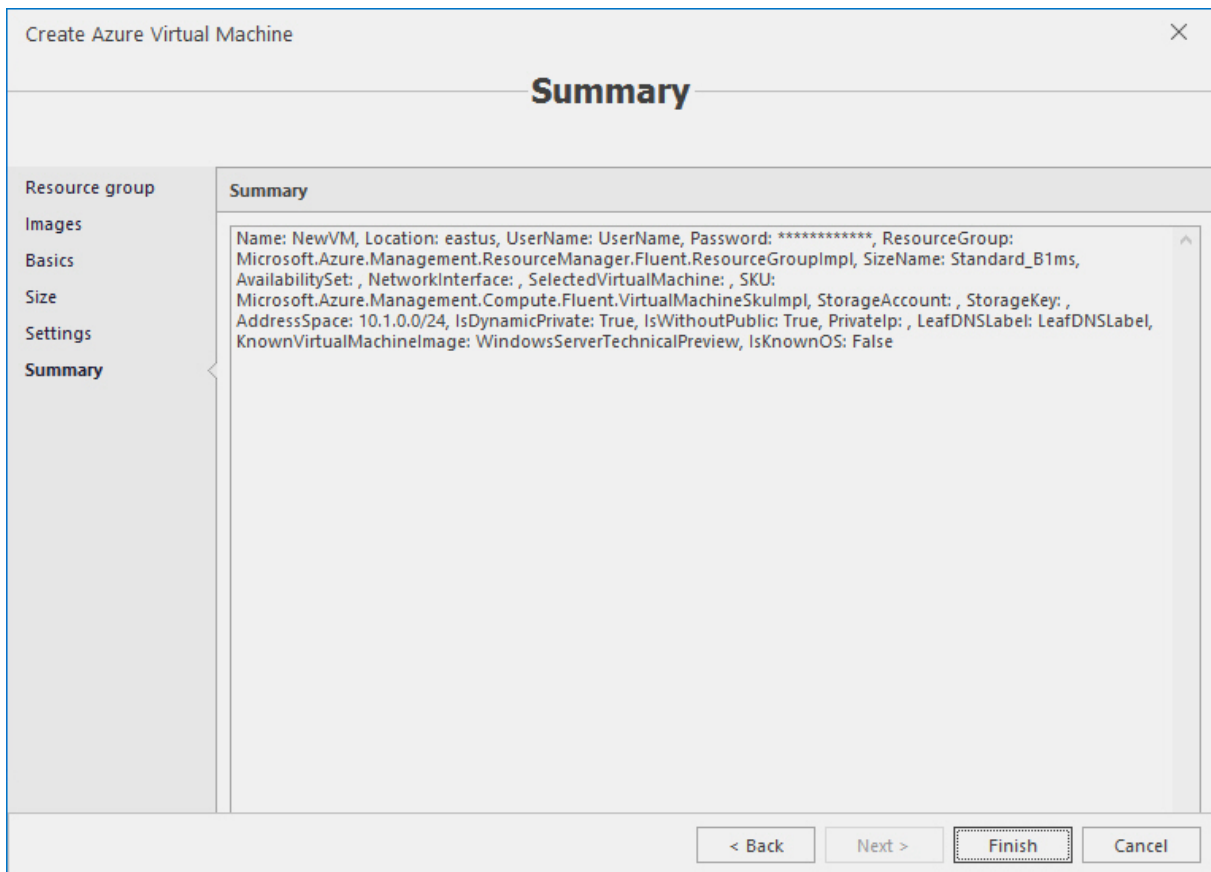 Create Azure Virtual Machine
Summary
Resource group
Images
Basics
Size
Settings
Summary
Summary
Name: NewVM, Location: eastus, UserName: UserName, Password: ************, ResourceGroup:
Microsoft.Azure.Management.ResourceManager.Fluent.ResourceGroupImpl, SizeName: Standard_B1ms,
AvailabilitySet: , NetworkInterface: , SelectedVirtualMachine: , SKU:
Microsoft.Azure.Management.Compute.Fluent.VirtualMachineSkuImpl, StorageAccount: , StorageKey: ,
AddressSpace: 10.1.0.0/24, IsDynamicPrivate: True, IsWithoutPublic: True, PrivateIp: , LeafDNSLabel: LeafDNSLabel,
KnownVirtualMachineImage: WindowsServerTechnicalPreview, IsKnownOS: False
< Back
Next >
Finish
Cancel